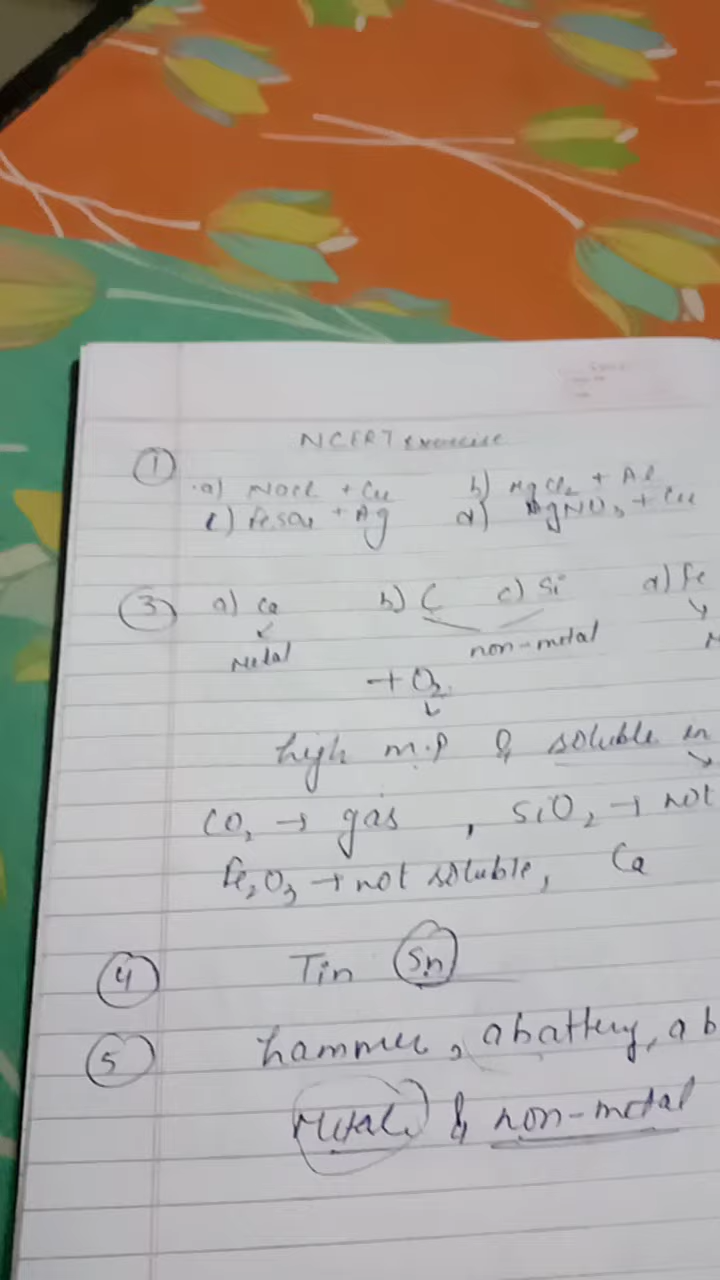 NCERT exercise
① a) NaCl + Cu b) MgCl₂ + Al
c) FeSO₄ + Ag d) AgNO₃ + Cu
③ a) Ca b) C c) Si d) Fe
Metal non-metal
+ O₂
high m.p & soluble in
CO₂ → gas , SiO₂ → not
Fe₂O₃ → not soluble, Ca
④ Tin Sn
⑤ hammer, a battery, a b
Metal & non-metal